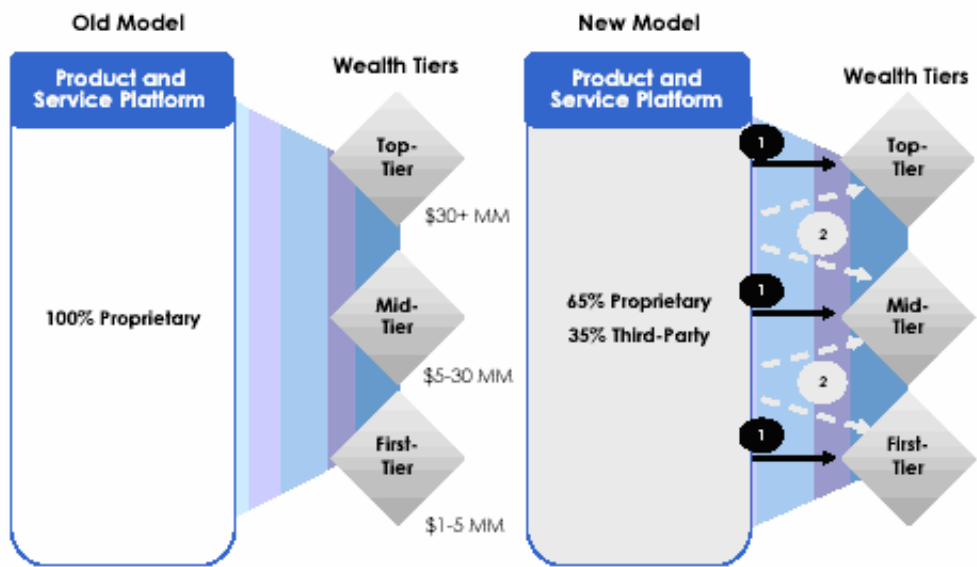 Old Model
Product and
Service Platform
100% Proprietary
Wealth Tiers
Top-
Tier
$30+ MM
Mid-
Tier
$5-30 MM
First-
Tier
$1-5 MM
New Model
Product and
Service Platform
65% Proprietary
35% Third-Party
Wealth Tiers
1
Top-
Tier
2
1
Mid-
Tier
2
1
First-
Tier